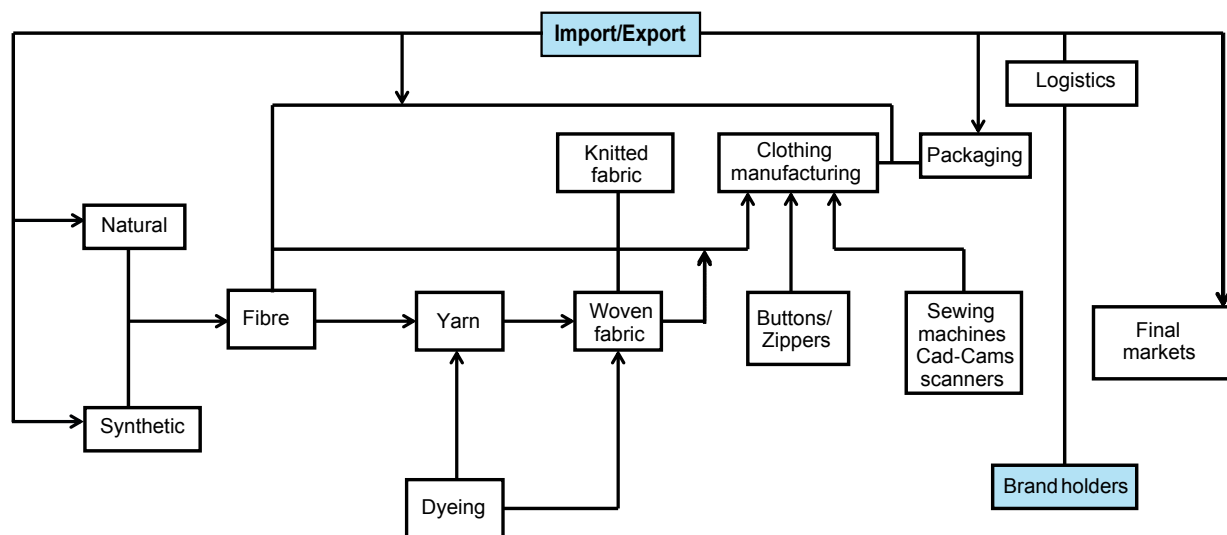 Import/Export
Logistics
Knitted
fabric
Clothing
manufacturing
Packaging
Natural
Fibre
Yarn
Woven
fabric
Buttons/
Zippers
Sewing
machines
Cad-Cams
scanners
Final
markets
Synthetic
Dyeing
Brand holders